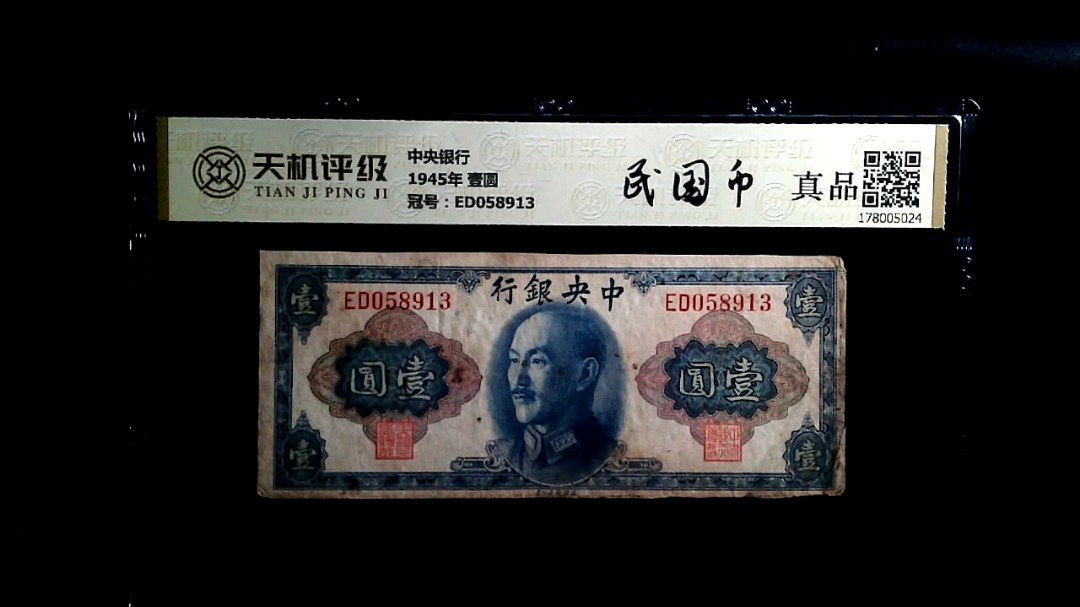 天机评级
TIAN JI PING JI
中央银行
1945年 壹圆
冠号：ED058913
民国币
真品
178005024
行銀央中
壹
壹
ED058913
ED058913
圓壹
圓壹
壹
壹